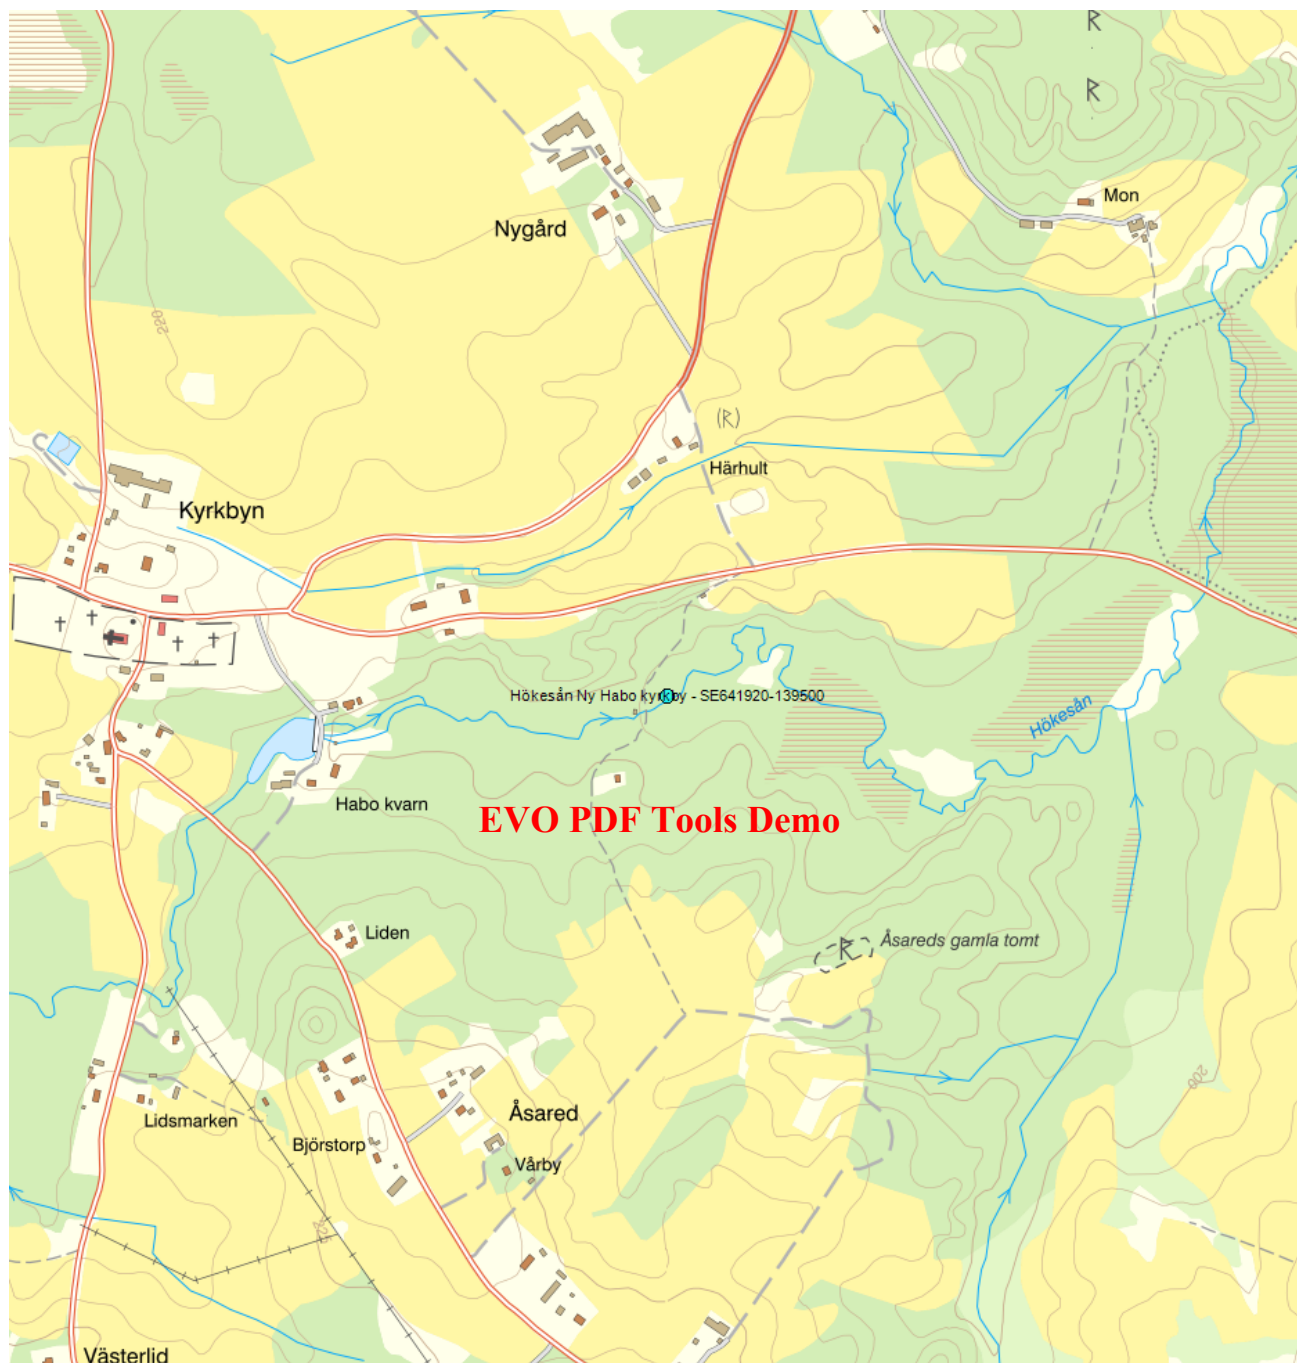 Mon
Nygård
220
(R)
Härhult
Kyrkbyn
Hökesån Ny Habo kyrkby - SE641920-139500
Hökesån
Habo kvarn
EVO PDF Tools Demo
Liden
R Åsareds gamla tomt
200
Åsared
Lidsmarken
Björstorp
Vårby
225
Västerlid